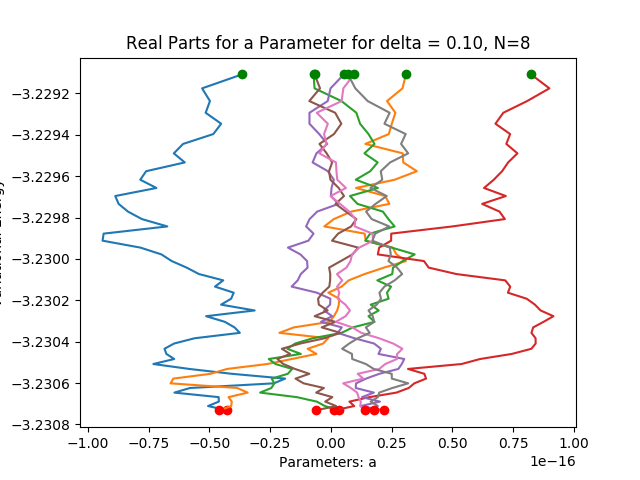 Real Parts for a Parameter for delta = 0.10, N=8
−3.2292
−3.2294
−3.2296
−3.2298
−3.2300
−3.2302
−3.2304
−3.2306
−3.2308
−1.00 −0.75 −0.50 −0.25 0.00 0.25 0.50 0.75 1.00
1e−16
Parameters: a